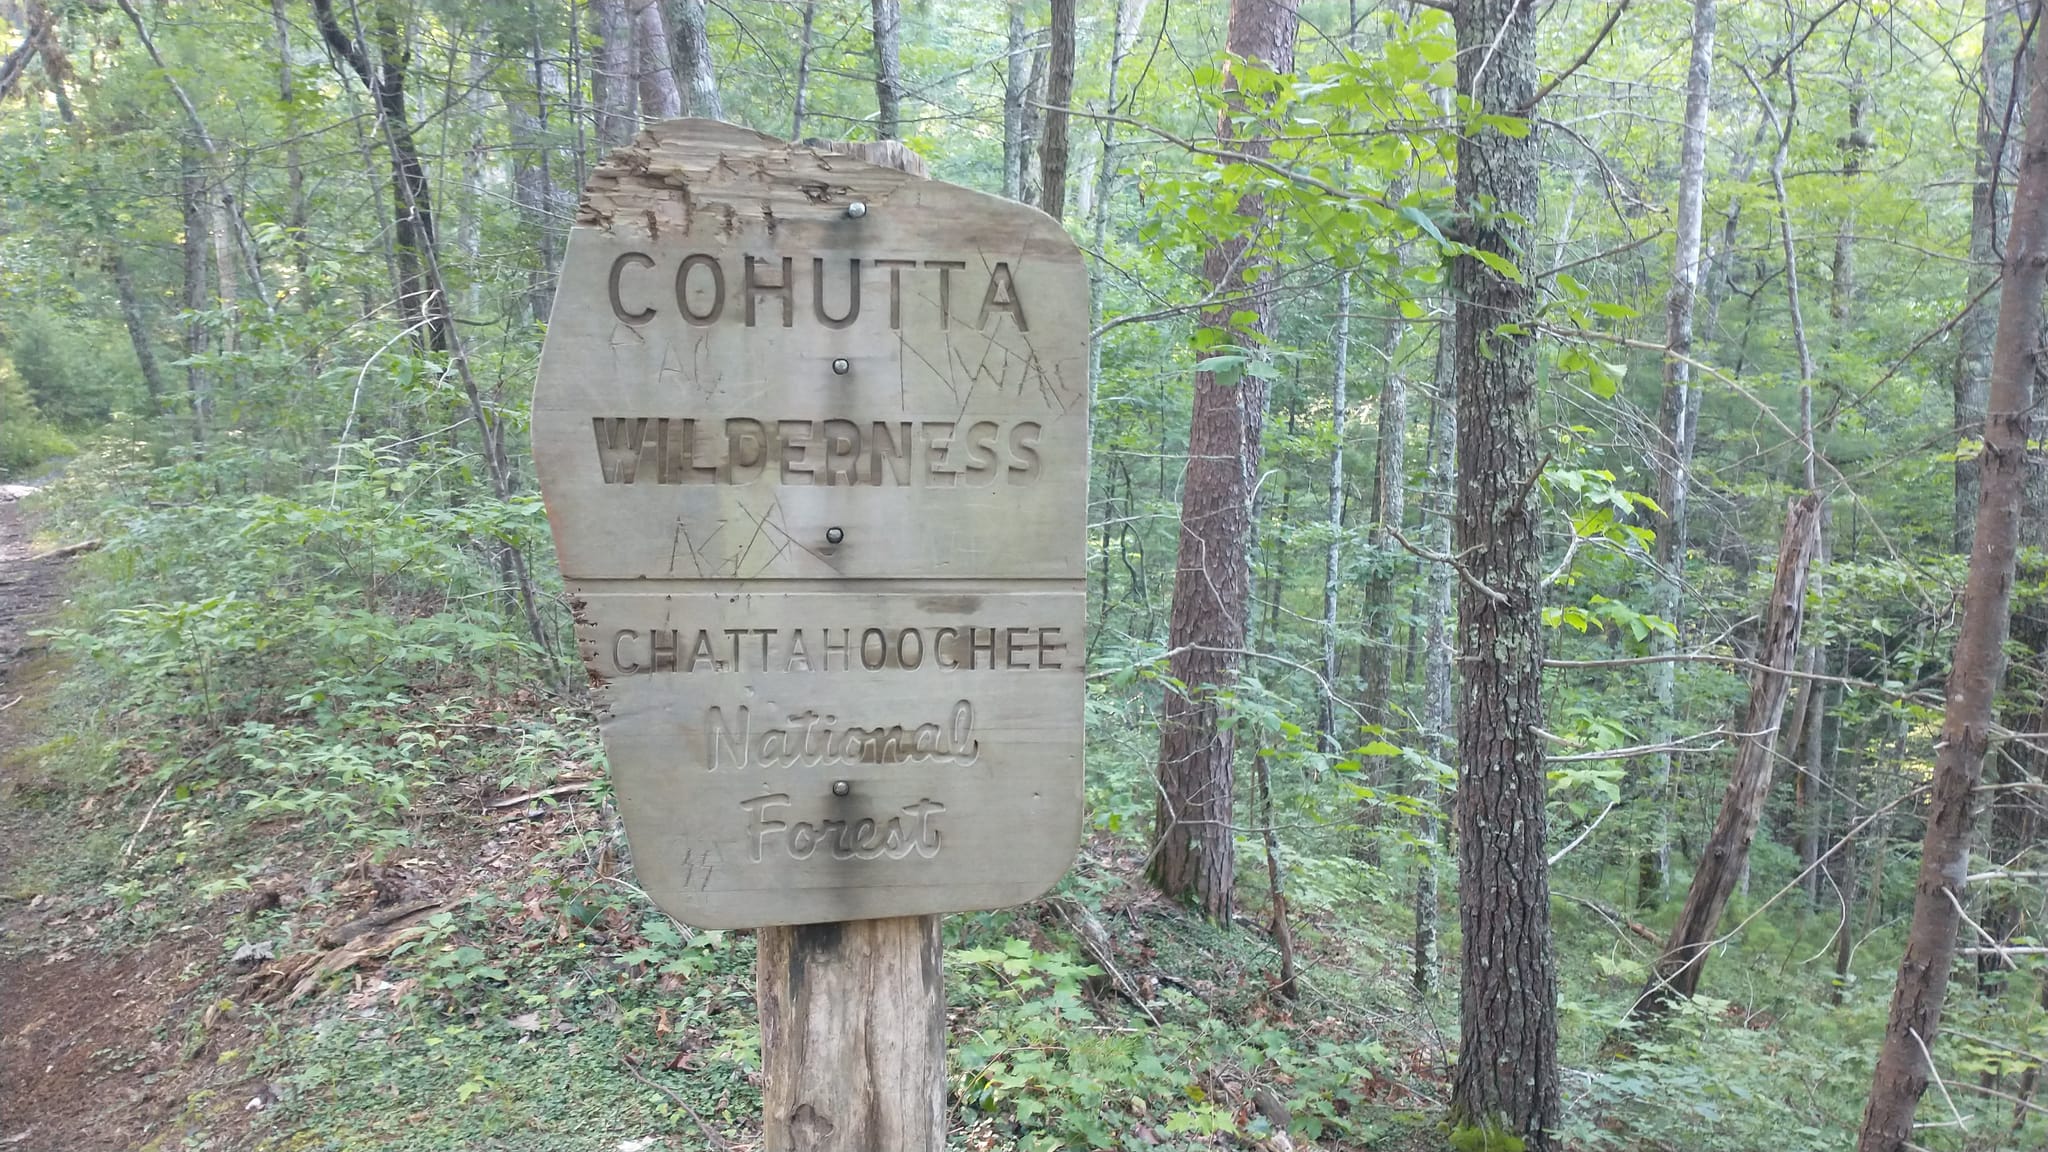 COHUTTA
WILDERNESS
CHATTAHOOCHEE
National
Forest